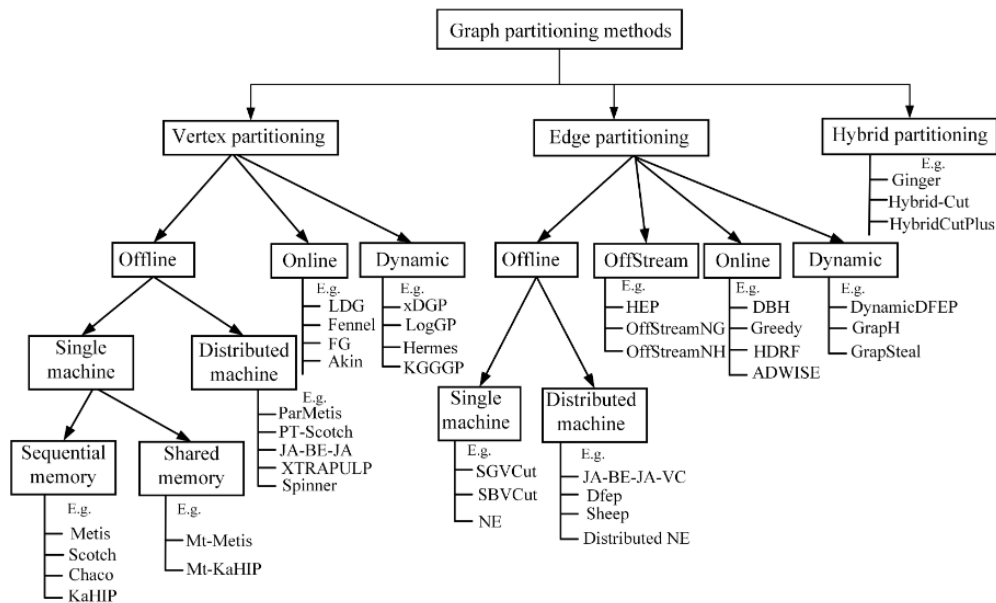 Graph partitioning methods
Vertex partitioning
Edge partitioning
Hybrid partitioning
E.g.
Ginger
Hybrid-Cut
HybridCutPlus
Offline
Online
Dynamic
E.g.
LDG
Fennel
FG
Akin
E.g.
xDGP
LogGP
Hermes
KGGGP
Single
machine
Distributed
machine
E.g.
ParMetis
PT-Scotch
JA-BE-JA
XTRAPULP
Spinner
Sequential
memory
Shared
memory
E.g.
Metis
Scotch
Chaco
KaHIP
E.g.
Mt-Metis
Mt-KaHIP
Offline
OffStream
Online
Dynamic
E.g.
HEP
OffStreamNG
OffStreamNH
E.g.
DBH
Greedy
HDRF
ADWISE
E.g.
DynamicDFEP
GrapH
GrapSteal
Single
machine
Distributed
machine
E.g.
SGVCut
SBVCut
NE
E.g.
JA-BE-JA-VC
Dfep
Sheep
Distributed NE